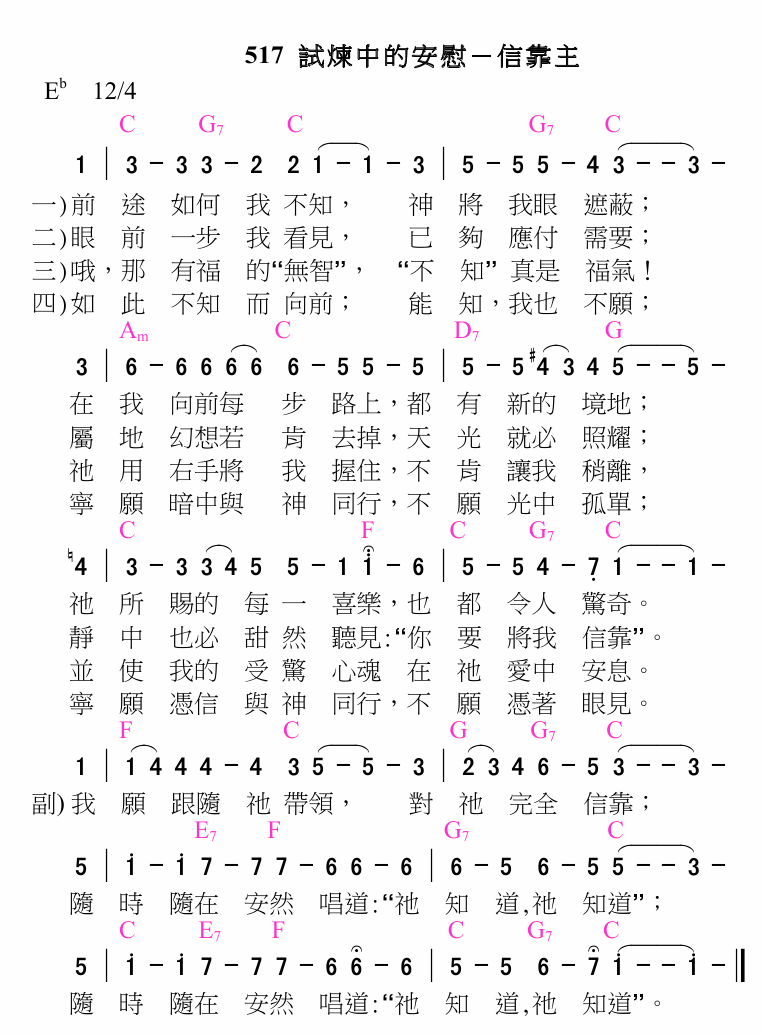 517 試煉中的安慰－信靠主
E♭ 12/4
C G7 C G7 C
1 | 3 - 3 3 - 2 2 1 - 1 - 3 | 5 - 5 5 - 4 3 - - 3 -
一)前 途 如何 我 不知， 神 將 我眼 遮蔽；
二)眼 前 一步 我 看見， 已 夠 應付 需要；
三)哦，那 有福 的“無智”， “不 知” 真是 福氣！
四)如 此 不知 而 向前； 能 知，我也 不願；
Am C D7 G
3 | 6 - 6 6 6 6 6 - 5 5 - 5 | 5 - 5 #4 3 4 5 - - 5 -
在 我 向前每 步 路上，都 有 新的 境地；
屬 地 幻想若 肯 去掉，天 光 就必 照耀；
祂 用 右手將 我 握住，不 肯 讓我 稍離，
寧 願 暗中與 神 同行，不 願 光中 孤單；
C F C G7 C
♮4 | 3 - 3 3 4 5 5 - 1 i - 6 | 5 - 5 4 - 7̣ 1 - - 1 -
祂 所 賜的 每 一 喜樂，也 都 令人 驚奇。
靜 中 也必 甜 然 聽見:“你 要 將我 信靠”。
並 使 我的 受 驚 心魂 在 祂 愛中 安息。
寧 願 憑信 與 神 同行，不 願 憑著 眼見。
F C G G7 C
1 | 1 4 4 4 - 4 3 5 - 5 - 3 | 2 3 4 6 - 5 3 - - 3 -
副) 我 願 跟隨 祂 帶領， 對 祂 完全 信靠；
E7 F G7 C
5 | i - i 7 - 7 7 - 6 6 - 6 | 6 - 5 6 - 5 5 - - 3 -
隨 時 隨在 安然 唱道:“祂 知 道,祂 知道”；
C E7 F C G7 C
5 | i - i 7 - 7 7 - 6 6 - 6 | 5 - 5 6 - 7 i - - i - ||
隨 時 隨在 安然 唱道:“祂 知 道,祂 知道”。